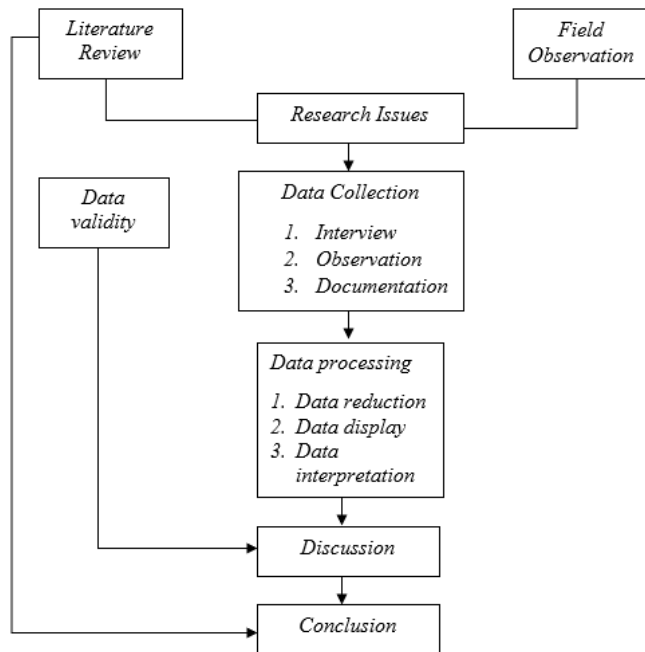 Literature
Review
Field
Observation
Research Issues
Data
validity
Data Collection
1. Interview
2. Observation
3. Documentation
Data processing
1. Data reduction
2. Data display
3. Data
interpretation
Discussion
Conclusion